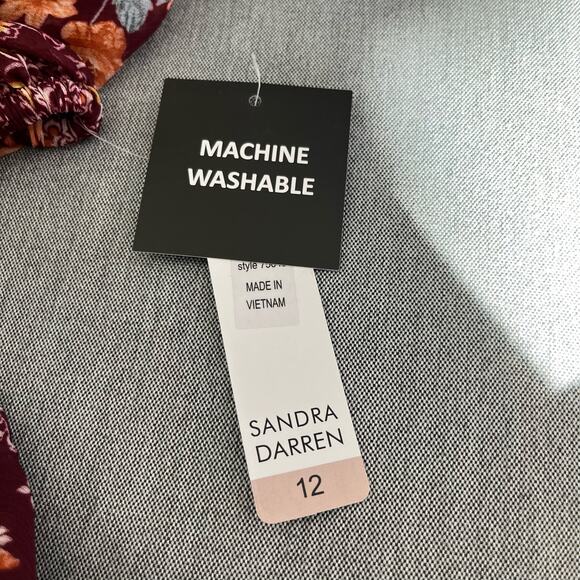 MACHINE
WASHABLE
style
MADE IN
VIETNAM
SANDRA
DARREN
12